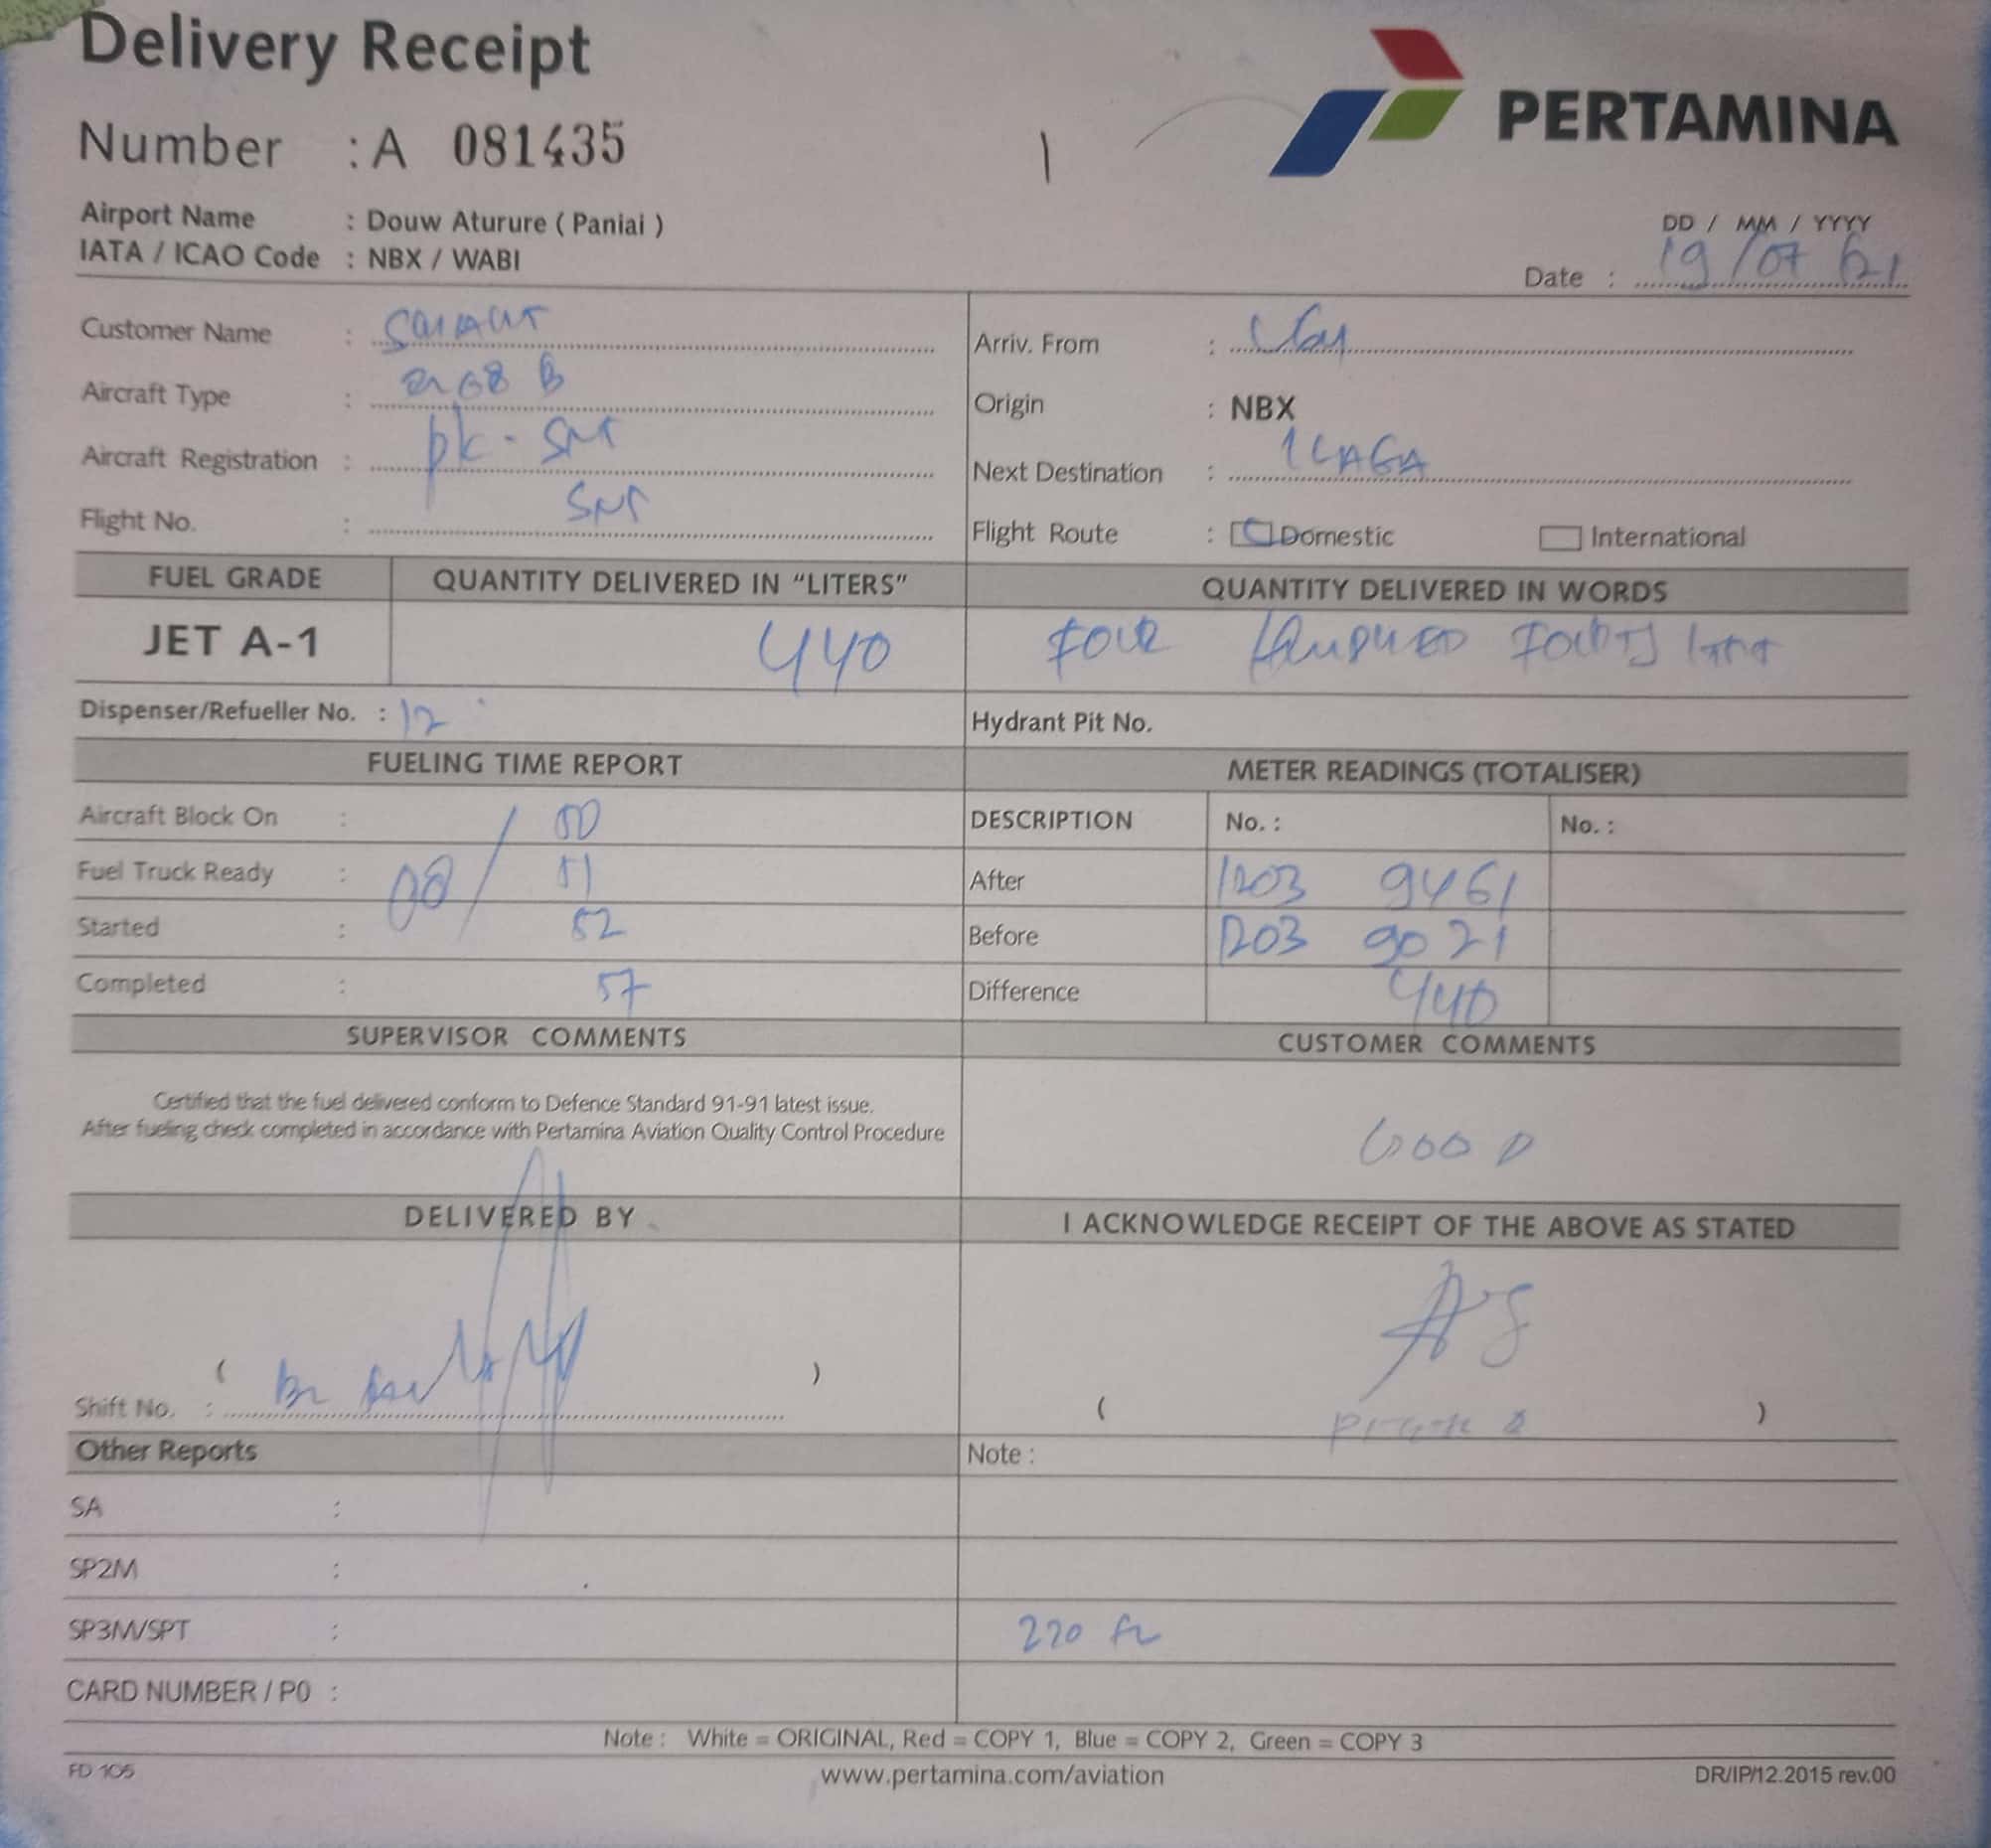 Delivery Receipt
PERTAMINA
Number : A 081435
Airport Name : Douw Aturure ( Paniai )
IATA / ICAO Code : NBX / WABI
DD / MM / YYYY
Date : 19 / 07 / 21
Customer Name :
Arriv. From :
Aircraft Type : B
Origin : NBX
Aircraft Registration : PK - SNT
Next Destination : ILAGA
Flight No. : SNT
Flight Route : Domestic International
FUEL GRADE QUANTITY DELIVERED IN "LITERS" QUANTITY DELIVERED IN WORDS
JET A-1 440 FOUR HUNDRED
Dispenser/Refueller No. : 12 Hydrant Pit No.
FUELING TIME REPORT METER READINGS (TOTALISER)
Aircraft Block On : 50 DESCRIPTION No. : No. :
Fuel Truck Ready : 08 / 51 After 1203 9461
Started : 52 Before 1203 9021
Completed : 57 Difference 440
SUPERVISOR COMMENTS CUSTOMER COMMENTS
Certified that the fuel delivered conform to Defence Standard 91-91 latest issue.
After fueling check completed in accordance with Pertamina Aviation Quality Control Procedure
GOOD
DELIVERED BY I ACKNOWLEDGE RECEIPT OF THE ABOVE AS STATED
( )
Shift No. :
( )
Other Reports Note :
SA :
SP2M :
SP3M/SPT : 220
CARD NUMBER / PO :
Note : White = ORIGINAL, Red = COPY 1, Blue = COPY 2, Green = COPY 3
FD 105 www.pertamina.com/aviation DR/IP/12.2015 rev.00